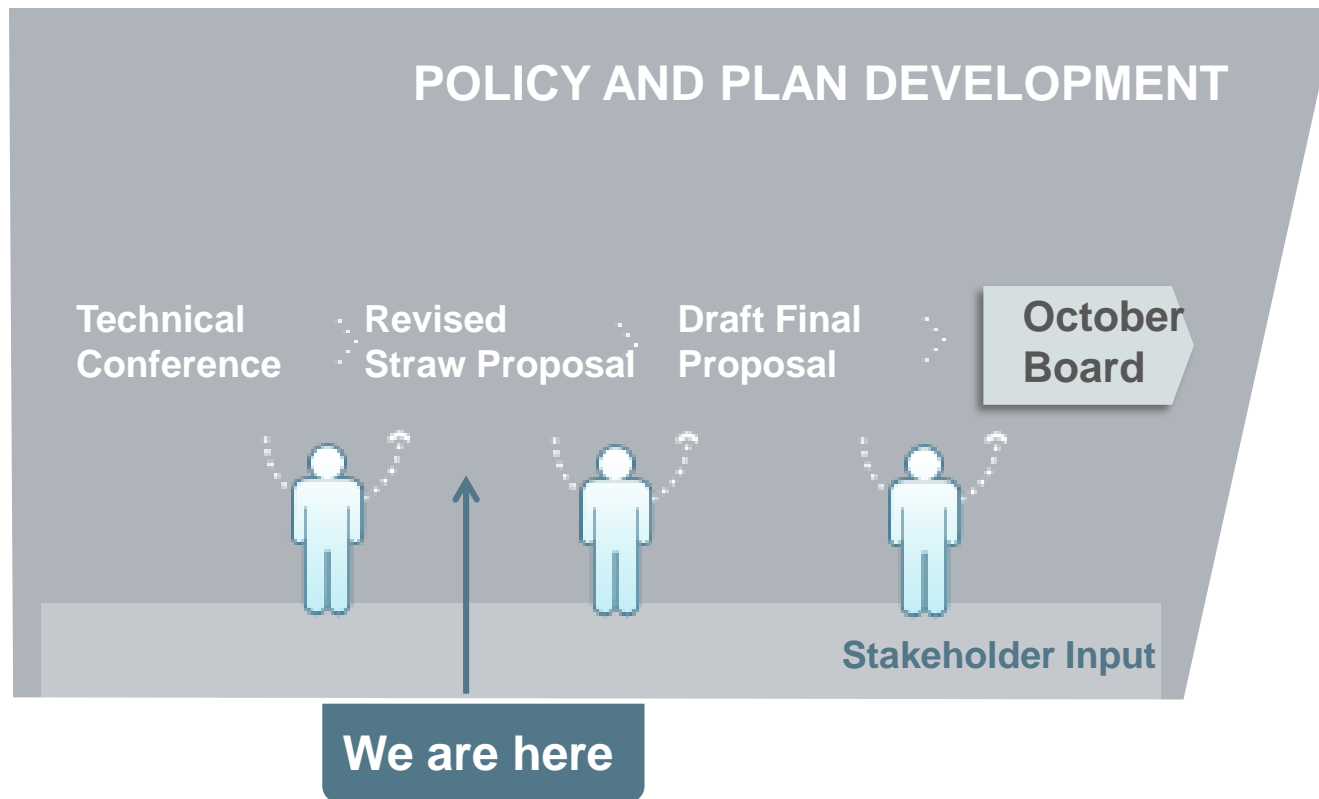 POLICY AND PLAN DEVELOPMENT
Technical
Conference
Revised
Straw Proposal
Draft Final
Proposal
October
Board
Stakeholder Input
We are here